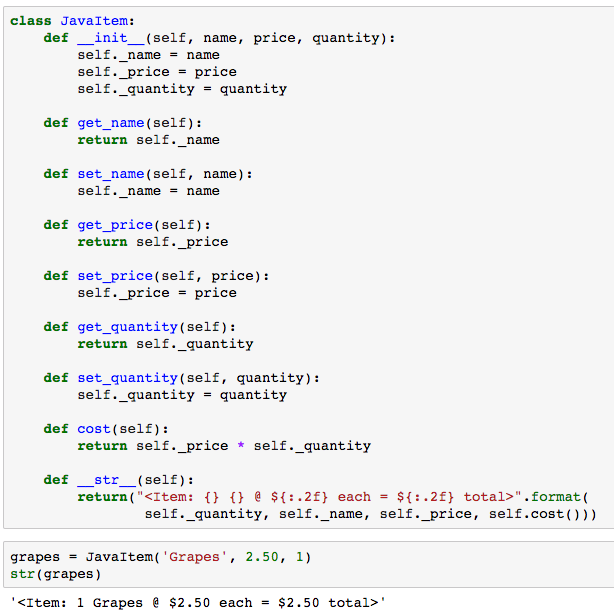 class JavaItem:
    def __init__(self, name, price, quantity):
        self._name = name
        self._price = price
        self._quantity = quantity

    def get_name(self):
        return self._name

    def set_name(self, name):
        self._name = name

    def get_price(self):
        return self._price

    def set_price(self, price):
        self._price = price

    def get_quantity(self):
        return self._quantity

    def set_quantity(self, quantity):
        self._quantity = quantity

    def cost(self):
        return self._price * self._quantity

    def __str__(self):
        return("<Item: {} {} @ ${:.2f} each = ${:.2f} total>".format(
                self._quantity, self._name, self._price, self.cost()))

grapes = JavaItem('Grapes', 2.50, 1)
str(grapes)

'<Item: 1 Grapes @ $2.50 each = $2.50 total>'